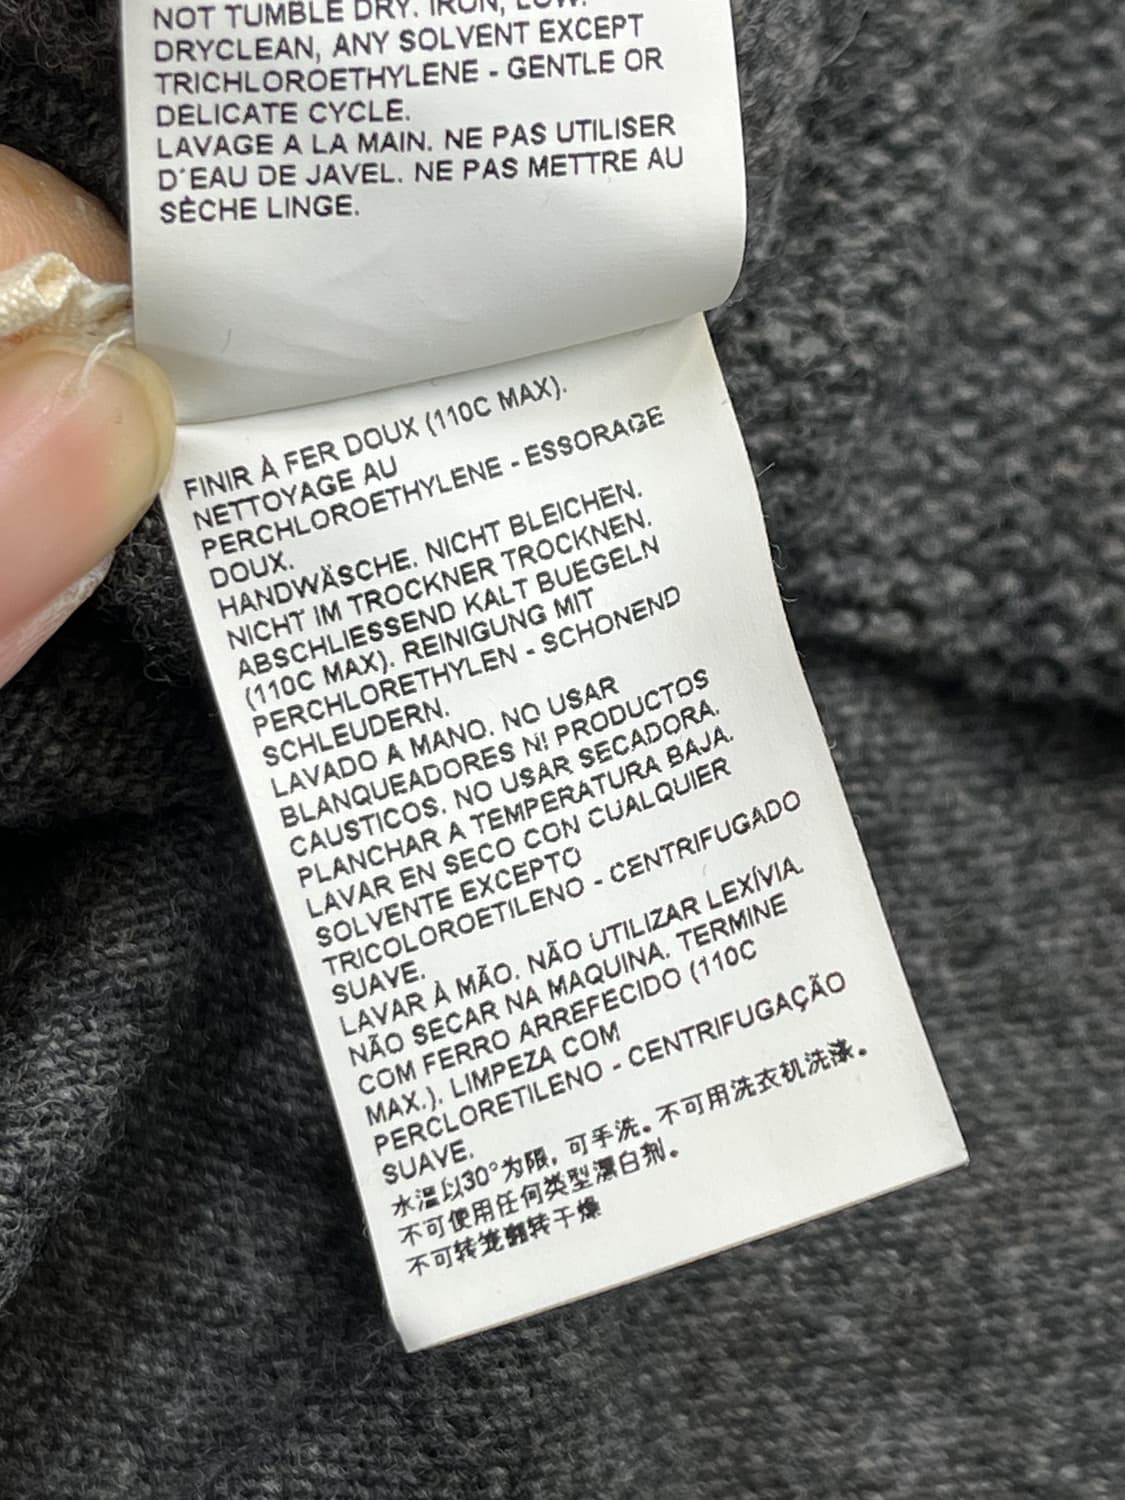 NOT TUMBLE DRY. IRON, LOW.
DRYCLEAN, ANY SOLVENT EXCEPT
TRICHLOROETHYLENE - GENTLE OR
DELICATE CYCLE.
LAVAGE A LA MAIN. NE PAS UTILISER
D'EAU DE JAVEL. NE PAS METTRE AU
SÈCHE LINGE.
FINIR À FER DOUX (110C MAX).
NETTOYAGE AU
PERCHLOROETHYLENE - ESSORAGE
DOUX.
HANDWÄSCHE. NICHT BLEICHEN.
NICHT IM TROCKNER TROCKNEN.
ABSCHLIESSEND KALT BUEGELN
(110C MAX). REINIGUNG MIT
PERCHLORETHYLEN - SCHONEND
SCHLEUDERN.
LAVADO A MANO. NO USAR
BLANQUEADORES NI PRODUCTOS
CAUSTICOS. NO USAR SECADORA.
PLANCHAR A TEMPERATURA BAJA.
LAVAR EN SECO CON CUALQUIER
SOLVENTE EXCEPTO
TRICOLOROETILENO - CENTRIFUGADO
SUAVE.
LAVAR À MÃO. NÃO UTILIZAR LEXÍVIA.
NÃO SECAR NA MAQUINA. TERMINE
COM FERRO ARREFECIDO (110C
MAX.). LIMPEZA COM
PERCLORETILENO - CENTRIFUGAÇÃO
SUAVE.
水温以30°为限。可手洗。不可用洗衣机洗涤。
不可使用任何类型漂白剂。
不可转笼翻转干燥